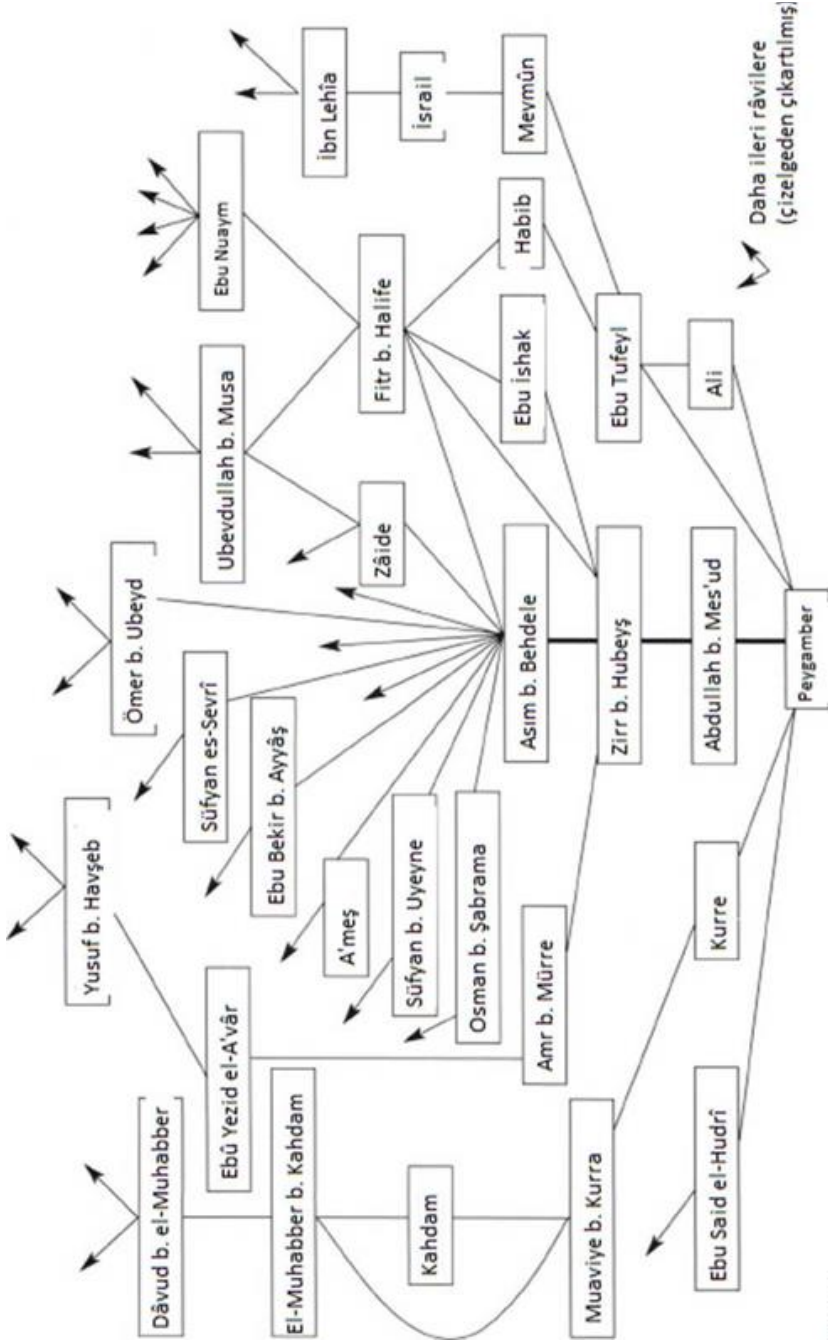 Dâvud b. el-Muhabber
Yusuf b. Havşeb
Ömer b. Ubeyd
Ubevdullah b. Musa
Ebu Nuaym
İbn Lehîa
Ebû Yezid el-A'vâr
Süfyan es-Sevrî
El-Muhabber b. Kahdam
Ebu Bekir b. Ayyâş
A'meş
Süfyan b. Uyeyne
Osman b. Şabrama
Zâide
Fitr b. Halife
İsrail
Kahdam
Amr b. Mürre
Asım b. Behdele
Ebu İshak
Habib
Mevmûn
Muaviye b. Kurra
Zirr b. Hubeyş
Ebu Tufeyl
Ebu Said el-Hudrî
Kurre
Abdullah b. Mes'ud
Ali
Peygamber
Daha ileri râvilere
(çizelgeden çıkartılmış)